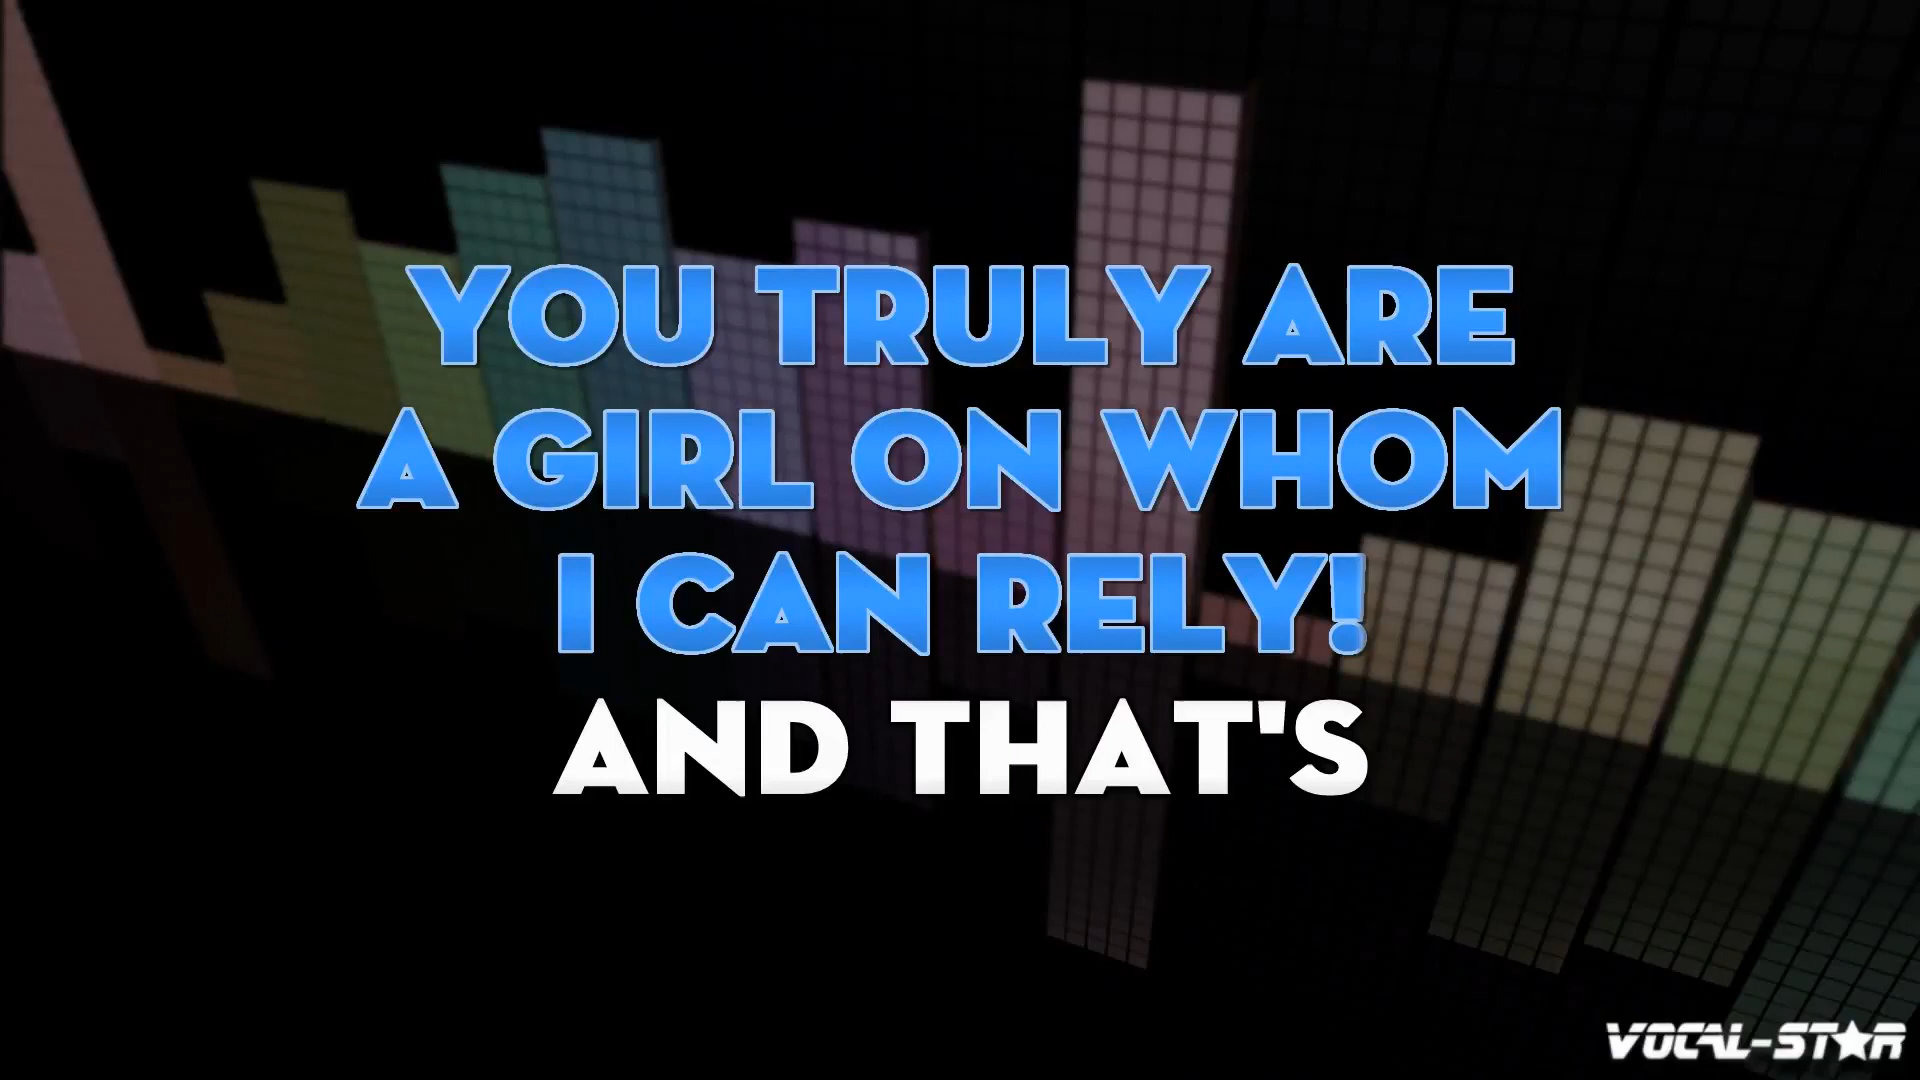 YOU TRULY ARE
A GIRL ON WHOM
I CAN RELY!
AND THAT'S
VOCAL-STAR